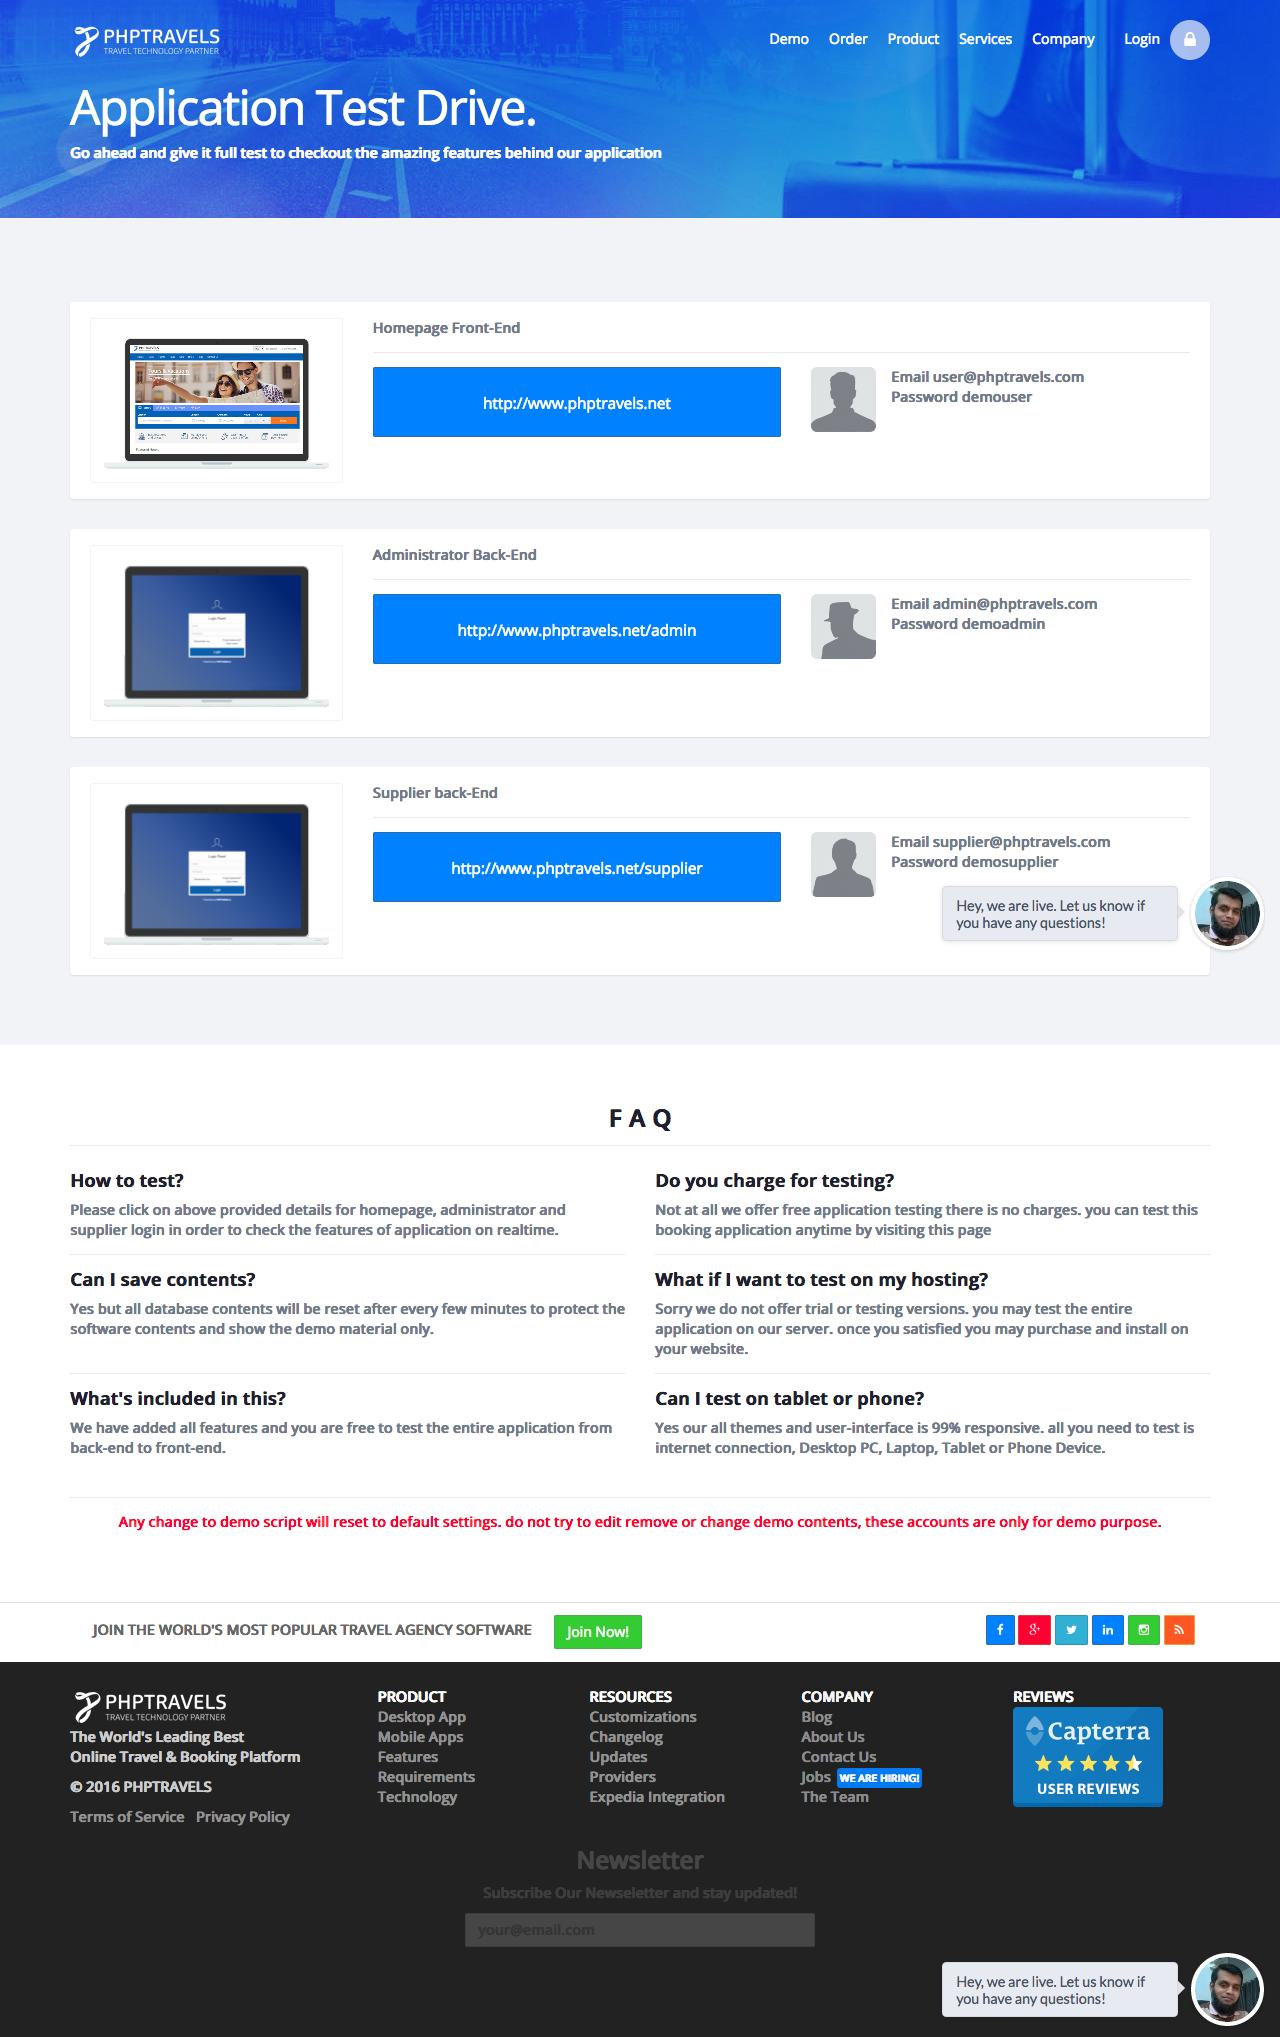 PHPTRAVELS
TRAVEL TECHNOLOGY PARTNER
Demo Order Product Services Company Login
Application Test Drive.
Go ahead and give it full test to checkout the amazing features behind our application
Homepage Front-End
http://www.phptravels.net
Email user@phptravels.com
Password demouser
Administrator Back-End
http://www.phptravels.net/admin
Email admin@phptravels.com
Password demoadmin
Supplier back-End
http://www.phptravels.net/supplier
Email supplier@phptravels.com
Password demosupplier
Hey, we are live. Let us know if
you have any questions!
F A Q
How to test?
Please click on above provided details for homepage, administrator and
supplier login in order to check the features of application on realtime.
Do you charge for testing?
Not at all we offer free application testing there is no charges. you can test this
booking application anytime by visiting this page
Can I save contents?
Yes but all database contents will be reset after every few minutes to protect the
software contents and show the demo material only.
What if I want to test on my hosting?
Sorry we do not offer trial or testing versions. you may test the entire
application on our server. once you satisfied you may purchase and install on
your website.
What's included in this?
We have added all features and you are free to test the entire application from
back-end to front-end.
Can I test on tablet or phone?
Yes our all themes and user-interface is 99% responsive. all you need to test is
internet connection, Desktop PC, Laptop, Tablet or Phone Device.
Any change to demo script will reset to default settings. do not try to edit remove or change demo contents, these accounts are only for demo purpose.
JOIN THE WORLD'S MOST POPULAR TRAVEL AGENCY SOFTWARE
Join Now!
PHPTRAVELS
TRAVEL TECHNOLOGY PARTNER
The World's Leading Best
Online Travel & Booking Platform
© 2016 PHPTRAVELS
Terms of Service Privacy Policy
PRODUCT
Desktop App
Mobile Apps
Features
Requirements
Technology
RESOURCES
Customizations
Changelog
Updates
Providers
Expedia Integration
COMPANY
Blog
About Us
Contact Us
Jobs WE ARE HIRING!
The Team
REVIEWS
Capterra
USER REVIEWS
Newsletter
Subscribe Our Newseletter and stay updated!
your@email.com
Hey, we are live. Let us know if
you have any questions!